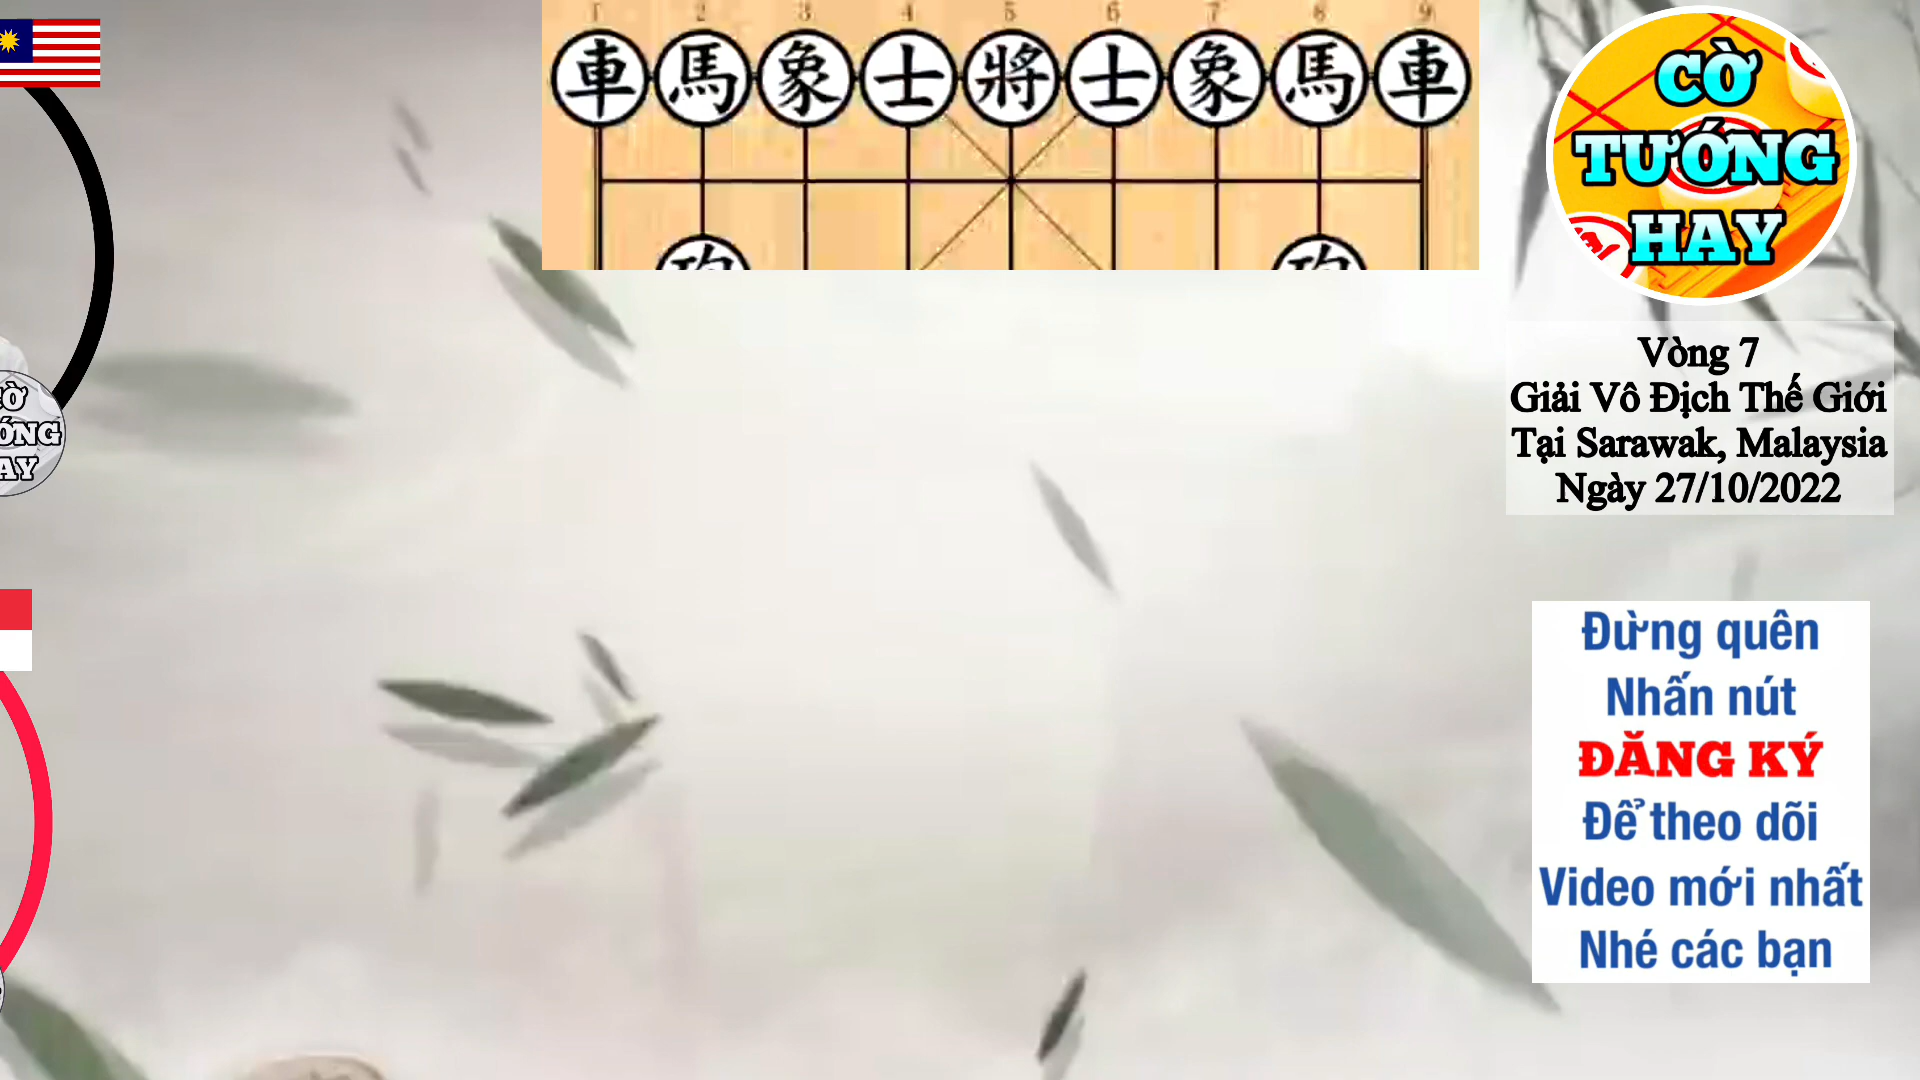 1 2 3 4 5 6 7 8 9
車 馬 象 士 將 士 象 馬 車
CỜ
TƯỚNG
HAY
Vòng 7
Giải Vô Địch Thế Giới
Tại Sarawak, Malaysia
Ngày 27/10/2022
Đừng quên
Nhấn nút
ĐĂNG KÝ
Để theo dõi
Video mới nhất
Nhé các bạn